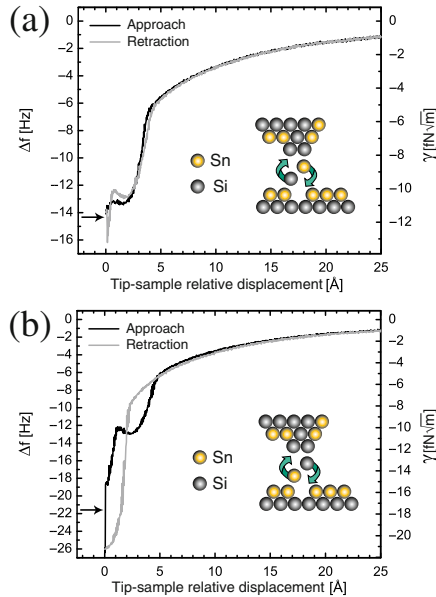 (a)
Approach
Retraction
0
-2
-4
-6
-8
-10
-12
-14
-16
Δf [Hz]
0
-2
-4
-6
-8
-10
-12
γ [fN√m]
Sn
Si
0 5 10 15 20 25
Tip-sample relative displacement [Å]
(b)
Approach
Retraction
0
-2
-4
-6
-8
-10
-12
-14
-16
-18
-20
-22
-24
-26
Δf [Hz]
0
-2
-4
-6
-8
-10
-12
-14
-16
-18
-20
γ [fN√m]
Sn
Si
0 5 10 15 20 25
Tip-sample relative displacement [Å]